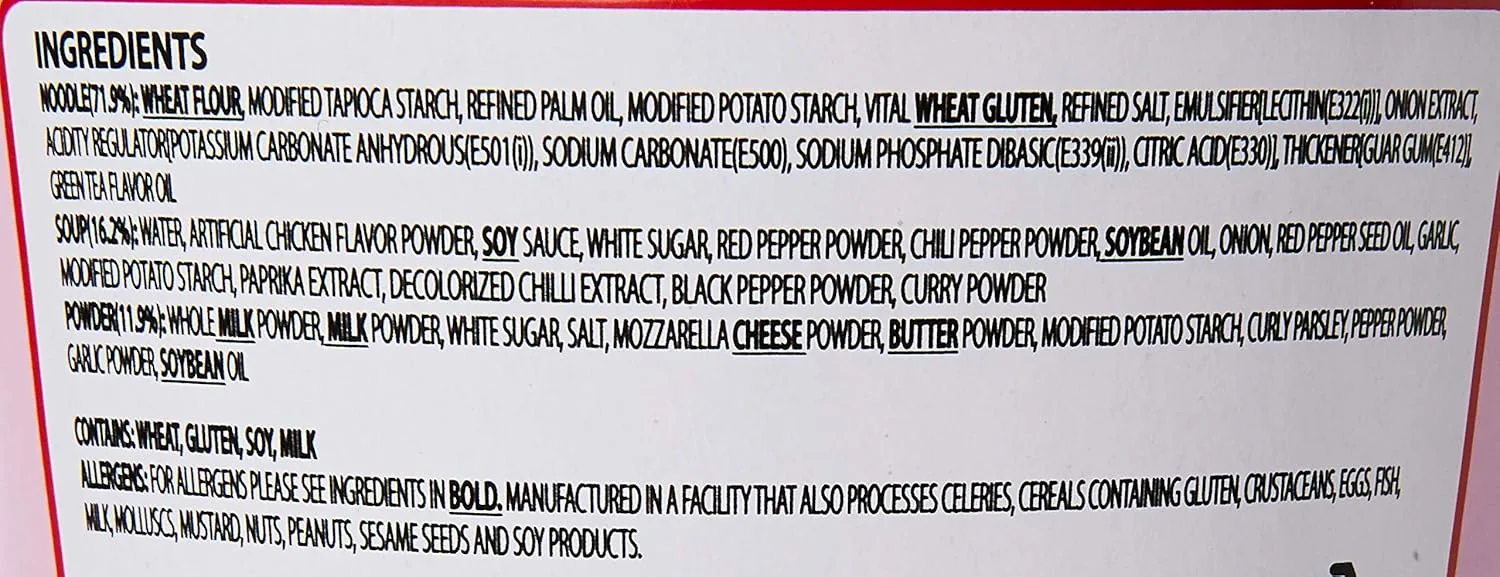 INGREDIENTS
NOODLE(71.9%): WHEAT FLOUR, MODIFIED TAPIOCA STARCH, REFINED PALM OIL, MODIFIED POTATO STARCH, VITAL WHEAT GLUTEN, REFINED SALT, EMULSIFIER[LECITHIN(E322(i))], ONION EXTRACT,
ACIDITY REGULATOR[POTASSIUM CARBONATE ANHYDROUS(E501(i)), SODIUM CARBONATE(E500), SODIUM PHOSPHATE DIBASIC(E339(ii)), CITRIC ACID(E330)], THICKENER[GUAR GUM(E412)],
GREEN TEA FLAVOR OIL
SOUP(16.2%): WATER, ARTIFICIAL CHICKEN FLAVOR POWDER, SOY SAUCE, WHITE SUGAR, RED PEPPER POWDER, CHILI PEPPER POWDER, SOYBEAN OIL, ONION, RED PEPPER SEED OIL, GARLIC,
MODIFIED POTATO STARCH, PAPRIKA EXTRACT, DECOLORIZED CHILLI EXTRACT, BLACK PEPPER POWDER, CURRY POWDER
POWDER(11.9%): WHOLE MILK POWDER, MILK POWDER, WHITE SUGAR, SALT, MOZZARELLA CHEESE POWDER, BUTTER POWDER, MODIFIED POTATO STARCH, CURLY PARSLEY, PEPPER POWDER,
GARLIC POWDER, SOYBEAN OIL
CONTAINS: WHEAT, GLUTEN, SOY, MILK
ALLERGENS: FOR ALLERGENS PLEASE SEE INGREDIENTS IN BOLD. MANUFACTURED IN A FACILITY THAT ALSO PROCESSES CELERIES, CEREALS CONTAINING GLUTEN, CRUSTACEANS, EGGS, FISH,
MILK, MOLLUSCS, MUSTARD, NUTS, PEANUTS, SESAME SEEDS AND SOY PRODUCTS.